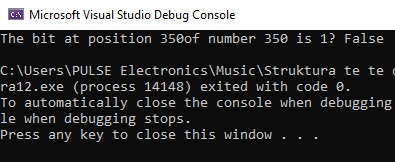 Microsoft Visual Studio Debug Console
The bit at position 350of number 350 is 1? False
C:\Users\PULSE Electronics\Music\Struktura te te
ra12.exe (process 14148) exited with code 0.
To automatically close the console when debugging
le when debugging stops.
Press any key to close this window . . .